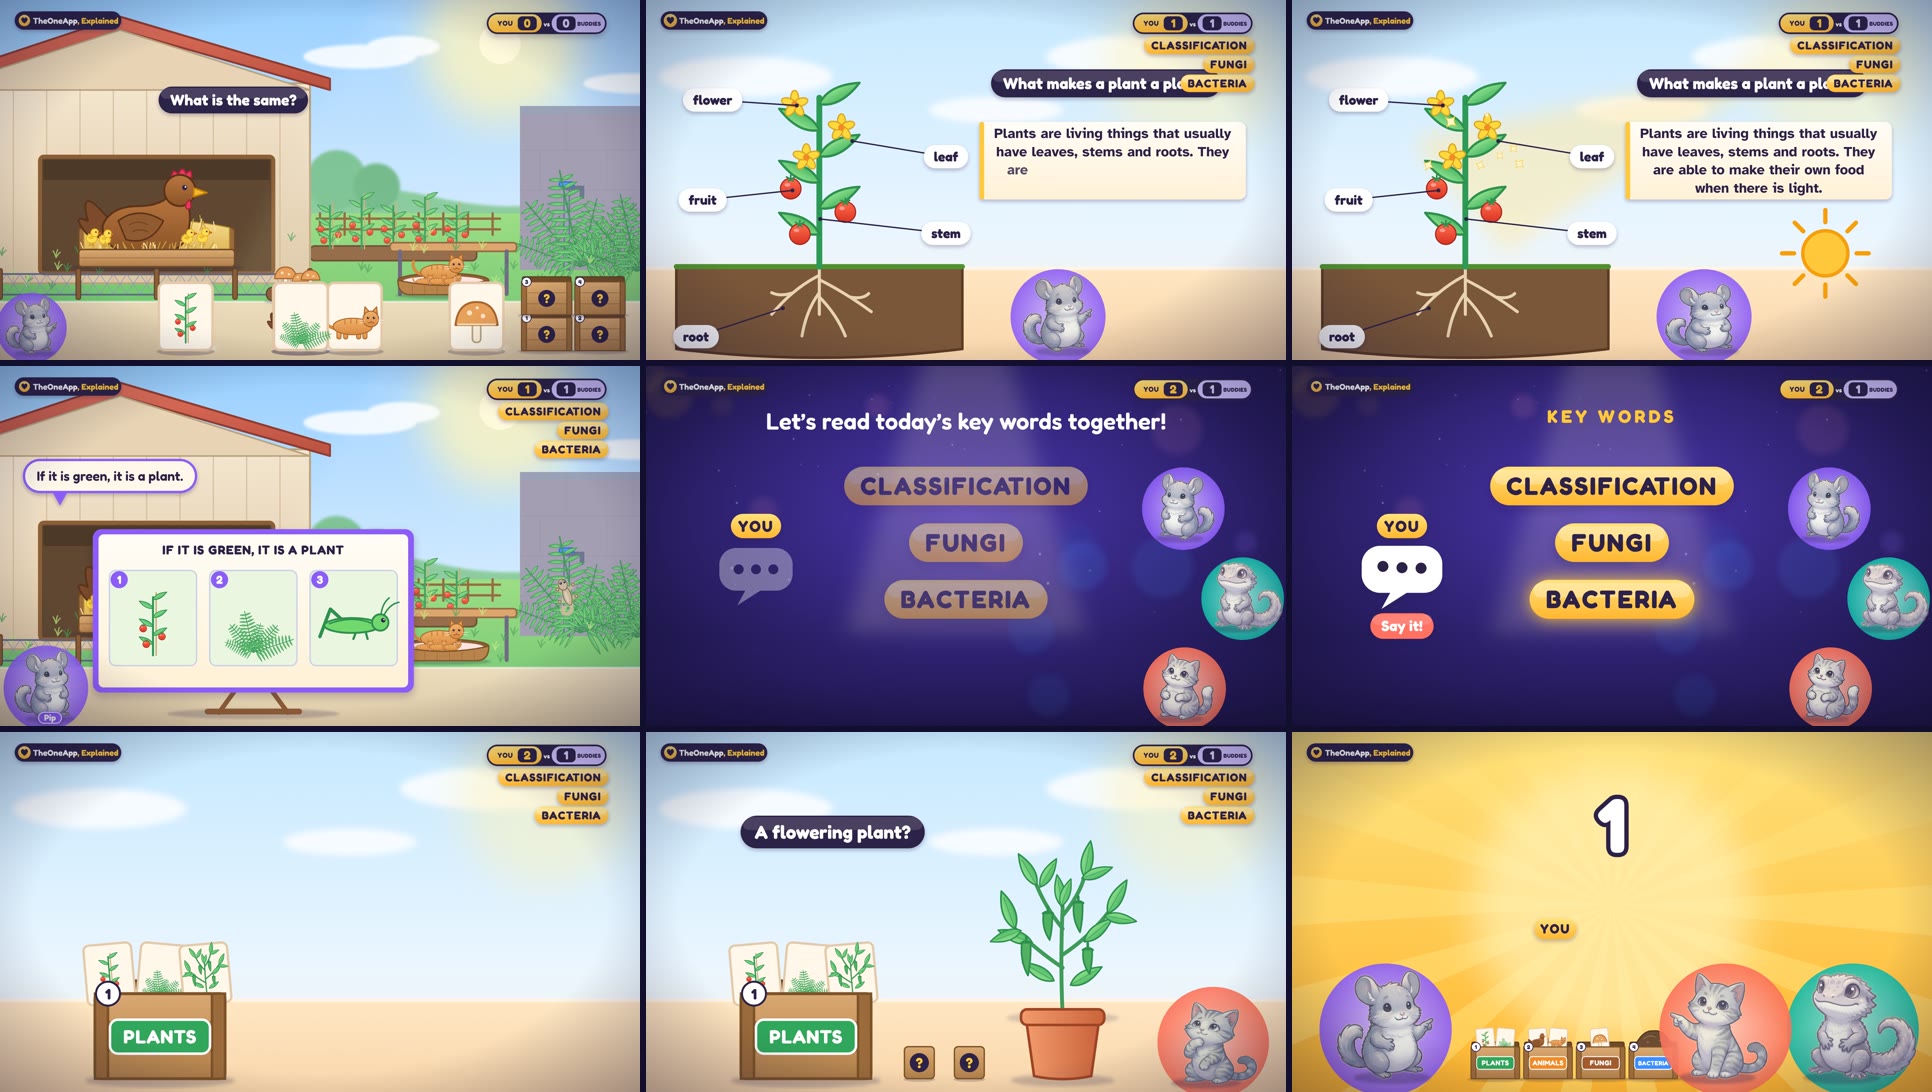 TheOneApp, Explained
YOU 0 vs 0 BUDDIES
What is the same?
3
?
4
?
1
?
2
?
TheOneApp, Explained
YOU 1 vs 1 BUDDIES
CLASSIFICATION
FUNGI
BACTERIA
What makes a plant a pl
flower
leaf
fruit
stem
root
Plants are living things that usually
have leaves, stems and roots. They
are
TheOneApp, Explained
YOU 1 vs 1 BUDDIES
CLASSIFICATION
FUNGI
BACTERIA
What makes a plant a pl
flower
leaf
fruit
stem
root
Plants are living things that usually
have leaves, stems and roots. They
are able to make their own food
when there is light.
TheOneApp, Explained
YOU 1 vs 1 BUDDIES
CLASSIFICATION
FUNGI
BACTERIA
If it is green, it is a plant.
IF IT IS GREEN, IT IS A PLANT
1
2
3
Pip
TheOneApp, Explained
YOU 2 vs 1 BUDDIES
Let's read today's key words together!
CLASSIFICATION
FUNGI
BACTERIA
YOU
TheOneApp, Explained
YOU 2 vs 1 BUDDIES
KEY WORDS
CLASSIFICATION
FUNGI
BACTERIA
YOU
Say it!
TheOneApp, Explained
YOU 2 vs 1 BUDDIES
CLASSIFICATION
FUNGI
BACTERIA
1
PLANTS
TheOneApp, Explained
YOU 2 vs 1 BUDDIES
CLASSIFICATION
FUNGI
BACTERIA
A flowering plant?
1
PLANTS
?
?
TheOneApp, Explained
1
YOU
1
PLANTS
2
ANIMALS
3
FUNGI
4
BACTERIA